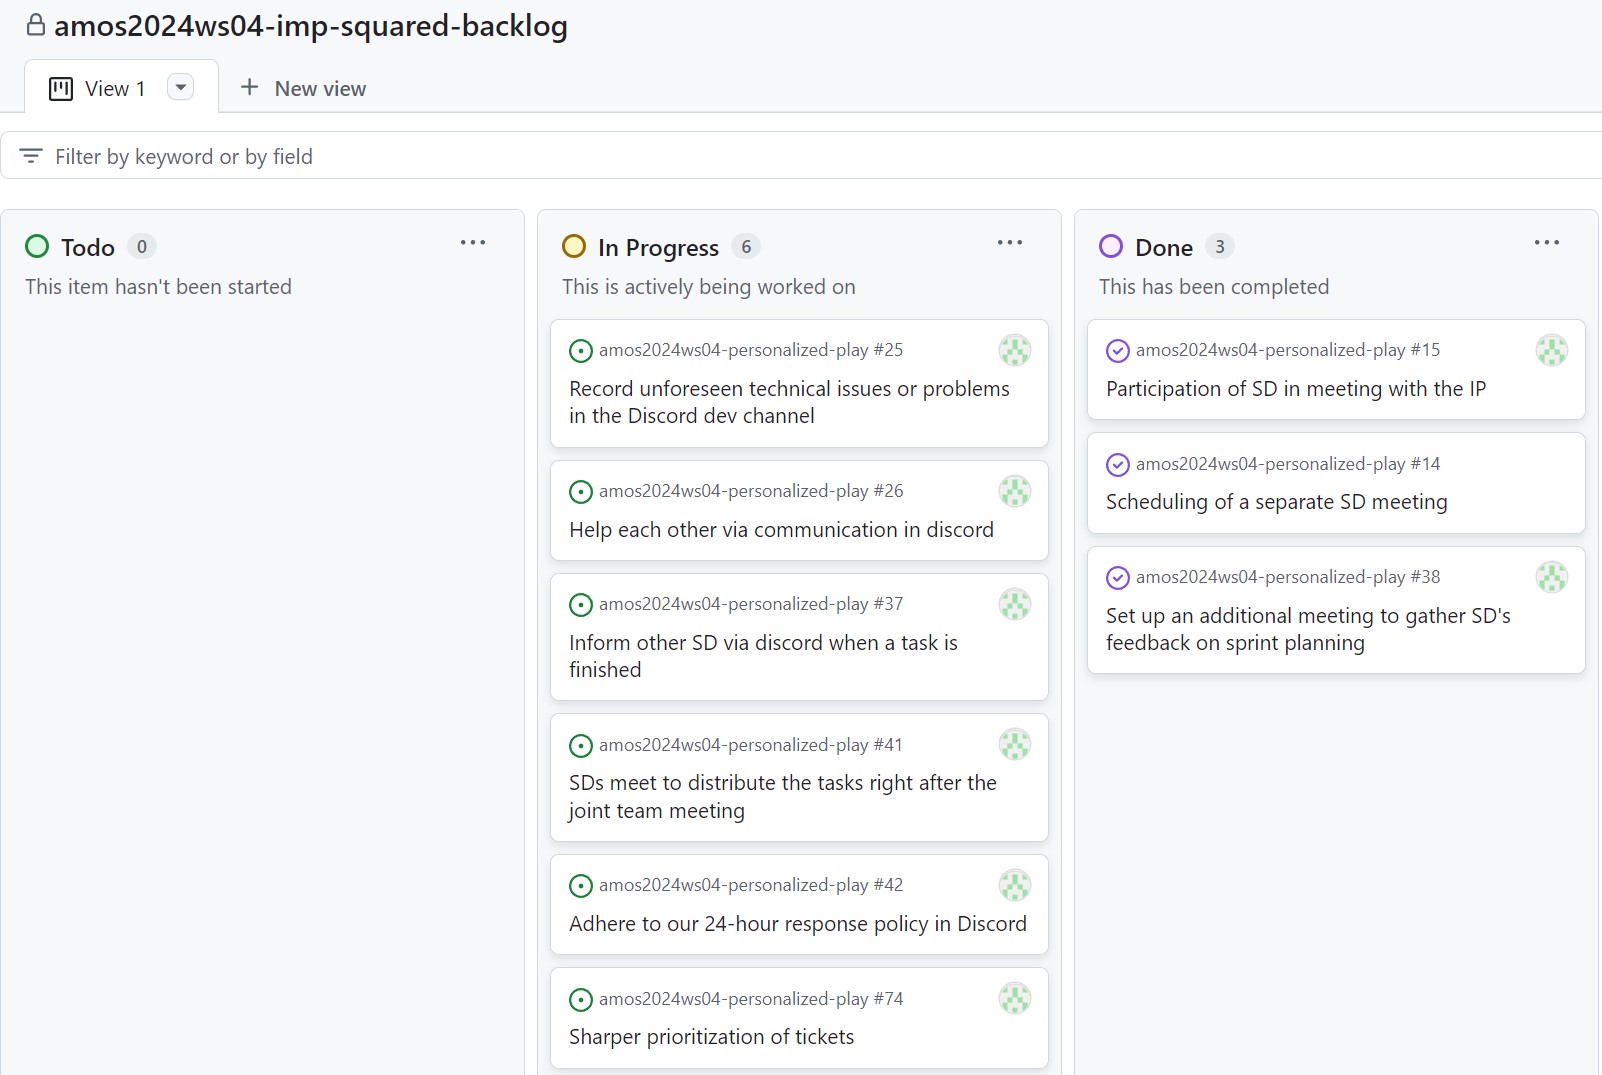 amos2024ws04-imp-squared-backlog
View 1
New view
Filter by keyword or by field
Todo 0
This item hasn't been started
In Progress 6
This is actively being worked on
amos2024ws04-personalized-play #25
Record unforeseen technical issues or problems
in the Discord dev channel
amos2024ws04-personalized-play #26
Help each other via communication in discord
amos2024ws04-personalized-play #37
Inform other SD via discord when a task is
finished
amos2024ws04-personalized-play #41
SDs meet to distribute the tasks right after the
joint team meeting
amos2024ws04-personalized-play #42
Adhere to our 24-hour response policy in Discord
amos2024ws04-personalized-play #74
Sharper prioritization of tickets
Done 3
This has been completed
amos2024ws04-personalized-play #15
Participation of SD in meeting with the IP
amos2024ws04-personalized-play #14
Scheduling of a separate SD meeting
amos2024ws04-personalized-play #38
Set up an additional meeting to gather SD's
feedback on sprint planning